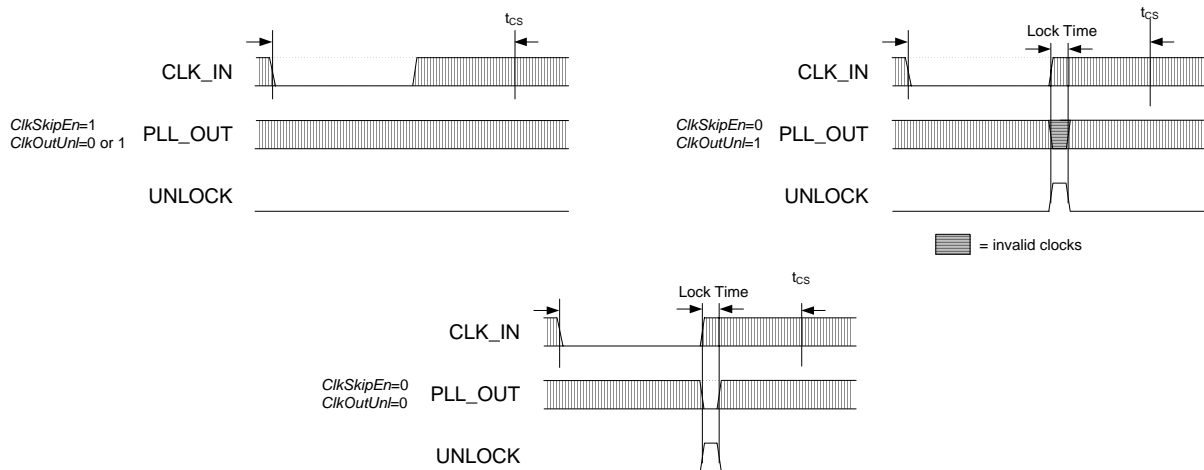 tCS
CLK_IN
ClkSkipEn=1
ClkOutUnl=0 or 1
PLL_OUT
UNLOCK
Lock Time
tCS
CLK_IN
ClkSkipEn=0
ClkOutUnl=1
PLL_OUT
UNLOCK
= invalid clocks
Lock Time
tCS
CLK_IN
ClkSkipEn=0
ClkOutUnl=0
PLL_OUT
UNLOCK